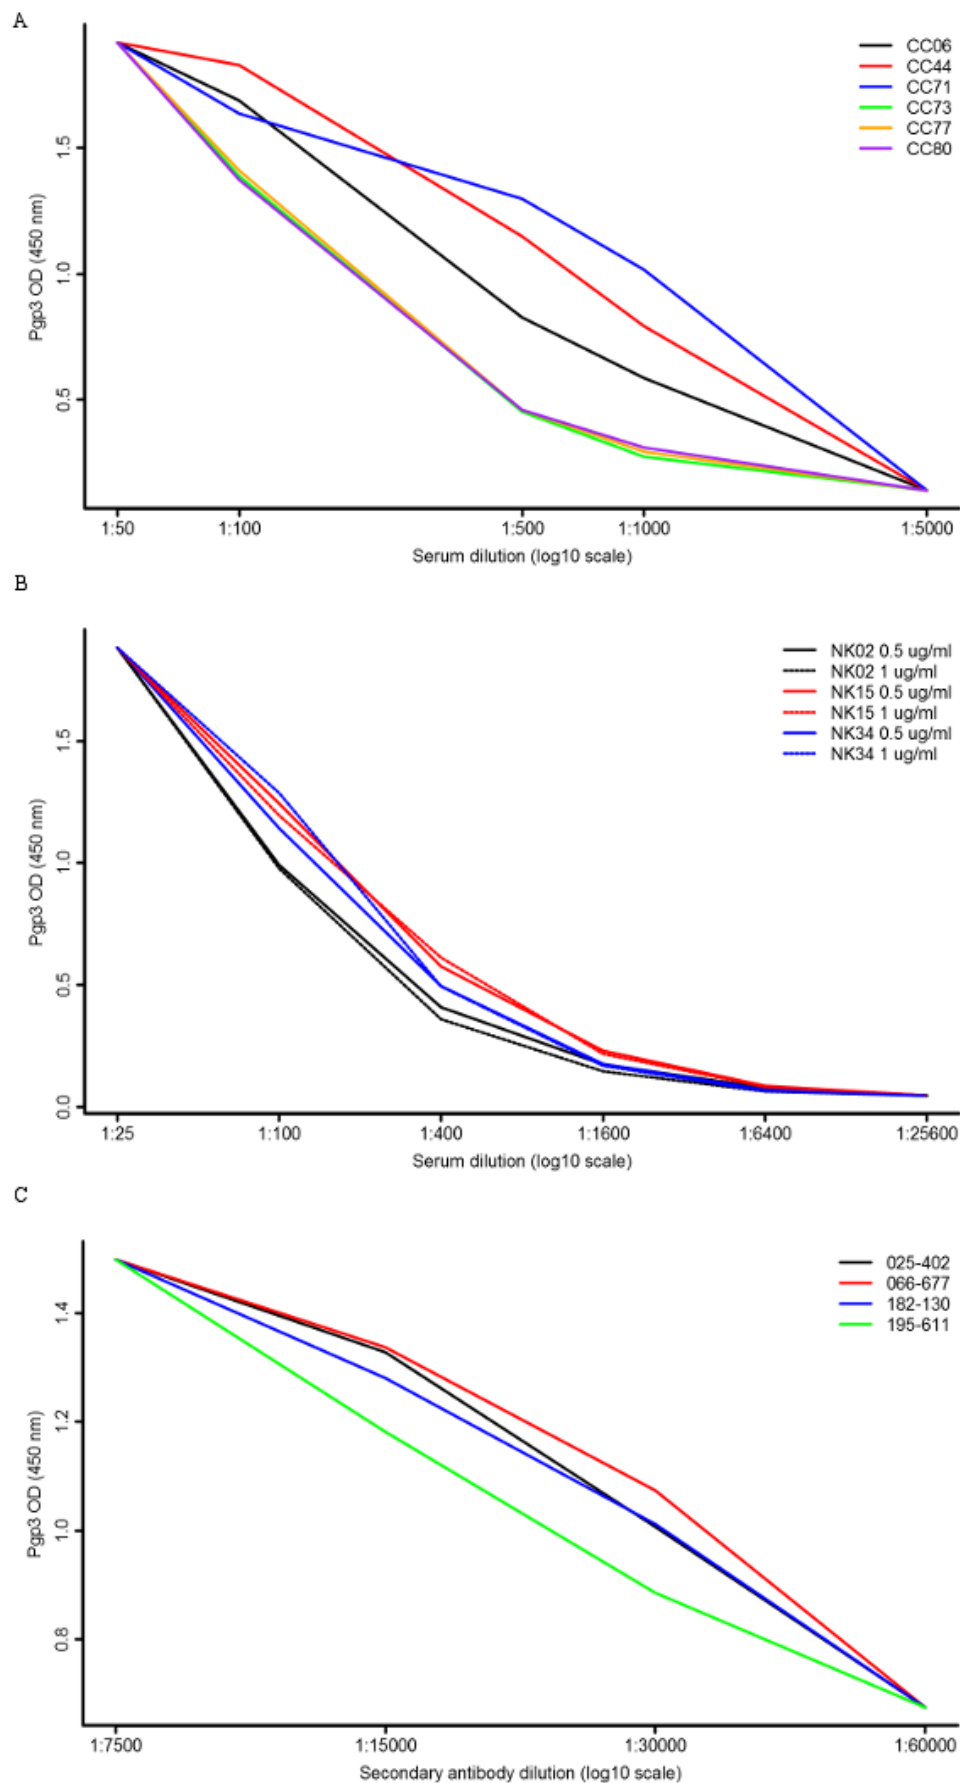 A
CC06
CC44
CC71
CC73
CC77
CC80
Pgp3 OD (450 nm)
1.5
1.0
0.5
1:50 1:100 1:500 1:1000 1:5000
Serum dilution (log10 scale)
B
NK02 0.5 ug/ml
NK02 1 ug/ml
NK15 0.5 ug/ml
NK15 1 ug/ml
NK34 0.5 ug/ml
NK34 1 ug/ml
Pgp3 OD (450 nm)
1.5
1.0
0.5
0.0
1:25 1:100 1:400 1:1600 1:6400 1:25600
Serum dilution (log10 scale)
C
025-402
066-677
182-130
195-611
Pgp3 OD (450 nm)
1.4
1.2
1.0
0.8
1:7500 1:15000 1:30000 1:60000
Secondary antibody dilution (log10 scale)